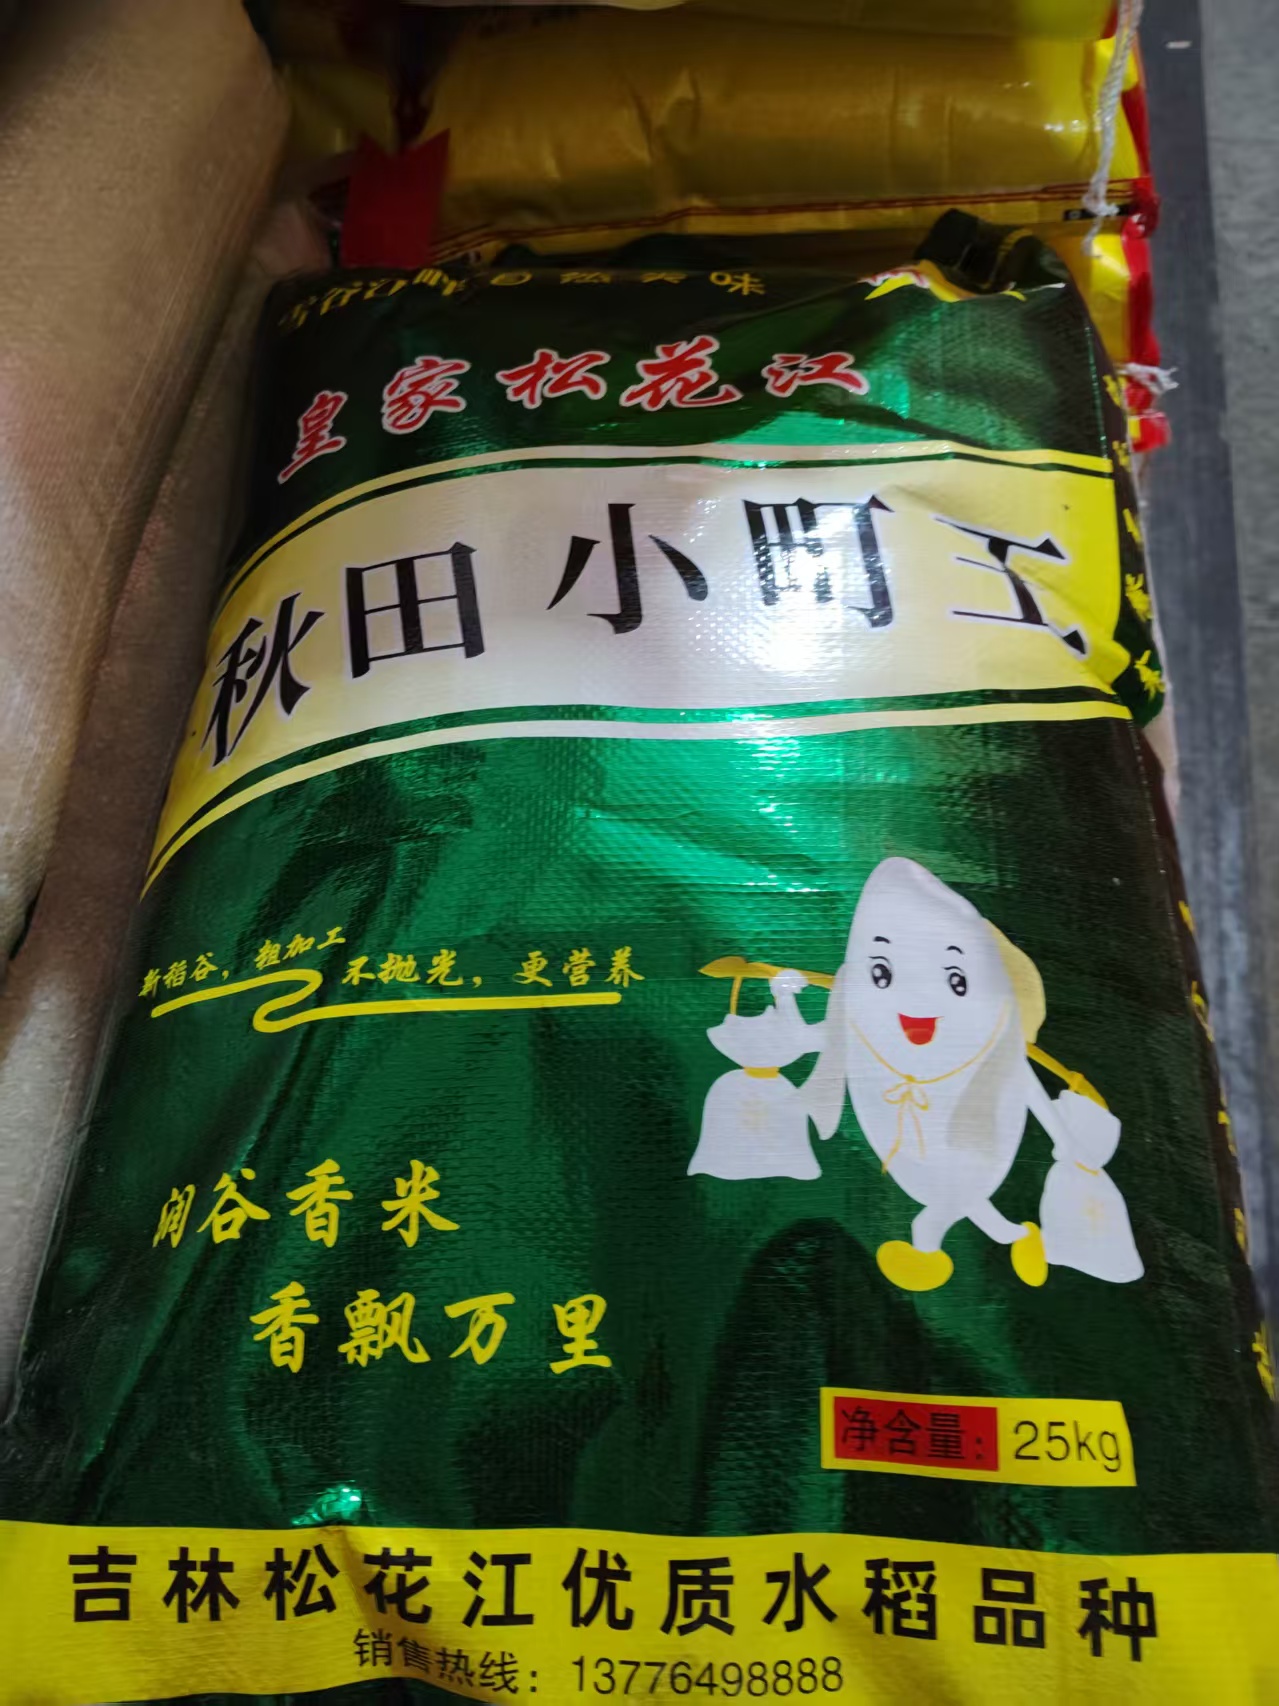 皇家松花江
秋田小町王
新稻谷，粗加工
不抛光，更营养
润谷香米
香飘万里
净含量：25kg
吉林松花江优质水稻品种
销售热线：13776498888